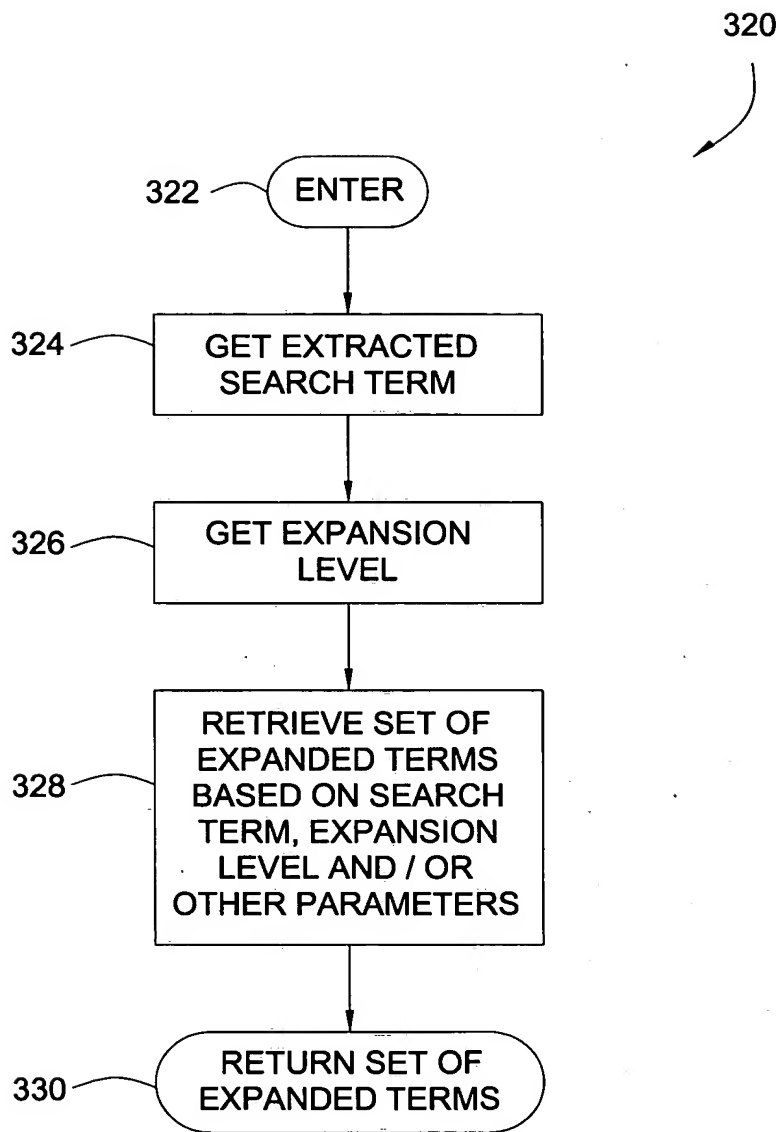 320
322
ENTER
324
GET EXTRACTED
SEARCH TERM
326
GET EXPANSION
LEVEL
328
RETRIEVE SET OF
EXPANDED TERMS
BASED ON SEARCH
TERM, EXPANSION
LEVEL AND / OR
OTHER PARAMETERS
330
RETURN SET OF
EXPANDED TERMS